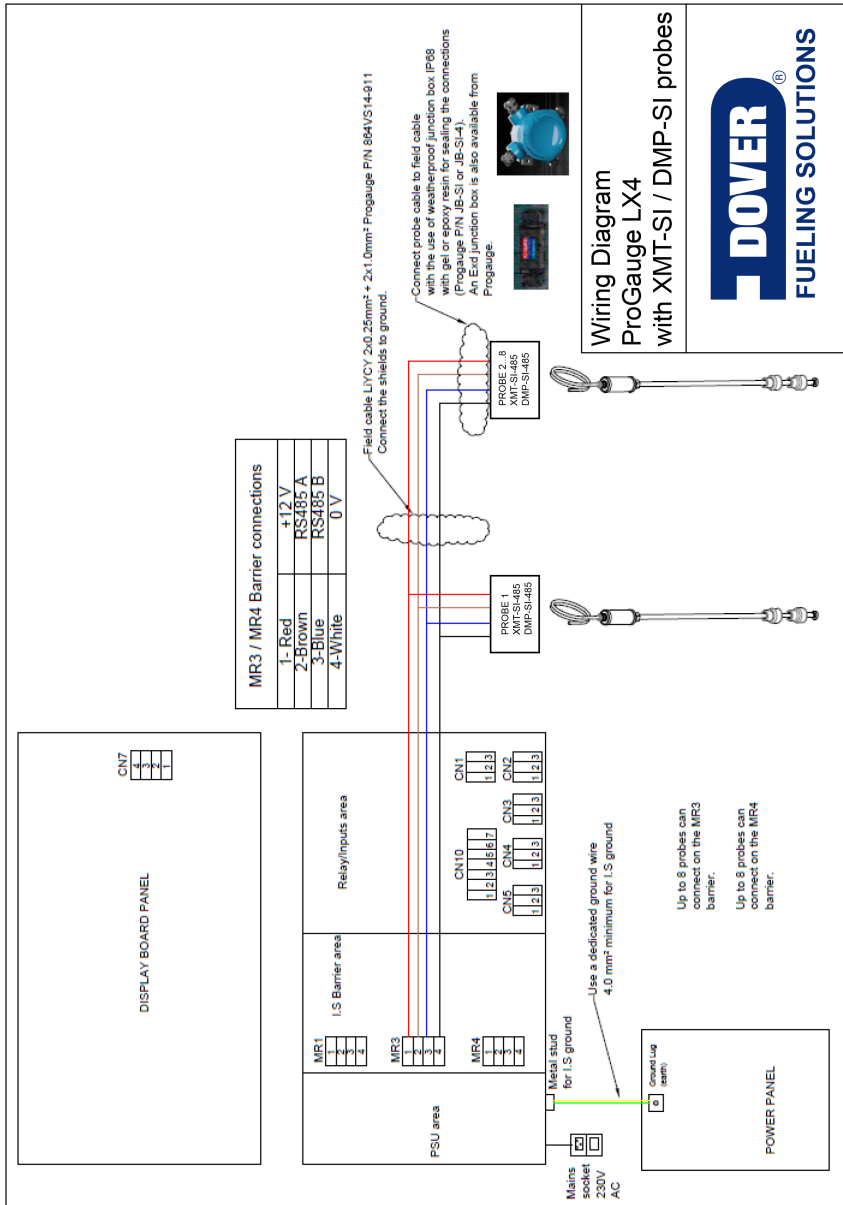 DISPLAY BOARD PANEL
CN7
4
3
2
1
MR3 / MR4 Barrier connections
1- Red +12 V
2-Brown RS485 A
3-Blue RS485 B
4-White 0 V
Field cable LiYCY 2x0.25mm² + 2x1.0mm² Progauge P/N 864VS14-911
Connect the shields to ground.
Connect probe cable to field cable
with the use of weatherproof junction box IP68
with gel or epoxy resin for sealing the connections
(Progauge P/N JB-SI or JB-SI-4).
An Exd junction box is also available from
Progauge.
PSU area
I.S Barrier area
Relay/Inputs area
MR1
1
2
3
4
MR3
1
2
3
4
MR4
1
2
3
4
CN10
1 2 3 4 5 6 7
CN1
1 2 3
CN5
1 2 3
CN4
1 2 3
CN3
1 2 3
CN2
1 2 3
PROBE 1
XMT-SI-485
DMP-SI-485
PROBE 2...8
XMT-SI-485
DMP-SI-485
Mains
socket
230V
AC
Metal stud
for I.S ground
Use a dedicated ground wire
4.0 mm² minimum for I.S ground
Ground Lug
(earth)
POWER PANEL
Up to 8 probes can
connect on the MR3
barrier.
Up to 8 probes can
connect on the MR4
barrier.
Wiring Diagram
ProGauge LX4
with XMT-SI / DMP-SI probes
DOVER ®
FUELING SOLUTIONS